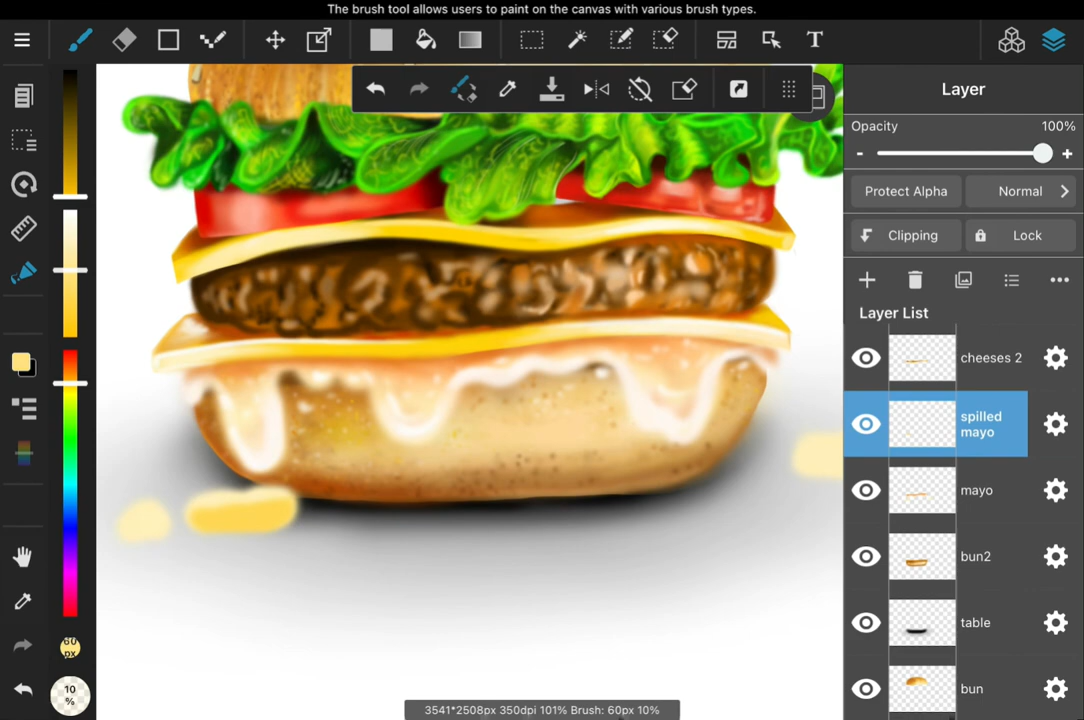 The brush tool allows users to paint on the canvas with various brush types.
T
Layer
Opacity 100%
- +
Protect Alpha Normal
Clipping Lock
Layer List
cheeses 2
spilled
mayo
mayo
bun2
table
bun
60
px
10
%
3541*2508px 350dpi 101% Brush: 60px 10%